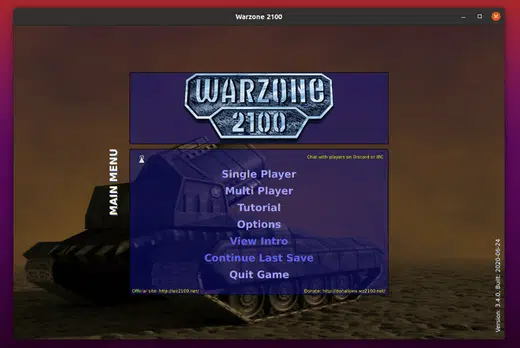 Warzone 2100
WARZONE
2100
MAIN MENU
Chat with players on Discord or IRC
Single Player
Multi Player
Tutorial
Options
View Intro
Continue Last Save
Quit Game
Official site: http://wz2100.net/
Donate: http://donations.wz2100.net/
Version: 3.4.0, Built: 2020-06-24